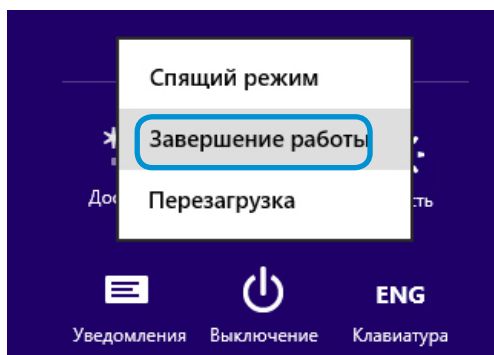 Спящий режим
Завершение работы
Перезагрузка
Уведомления Выключение Клавиатура
ENG